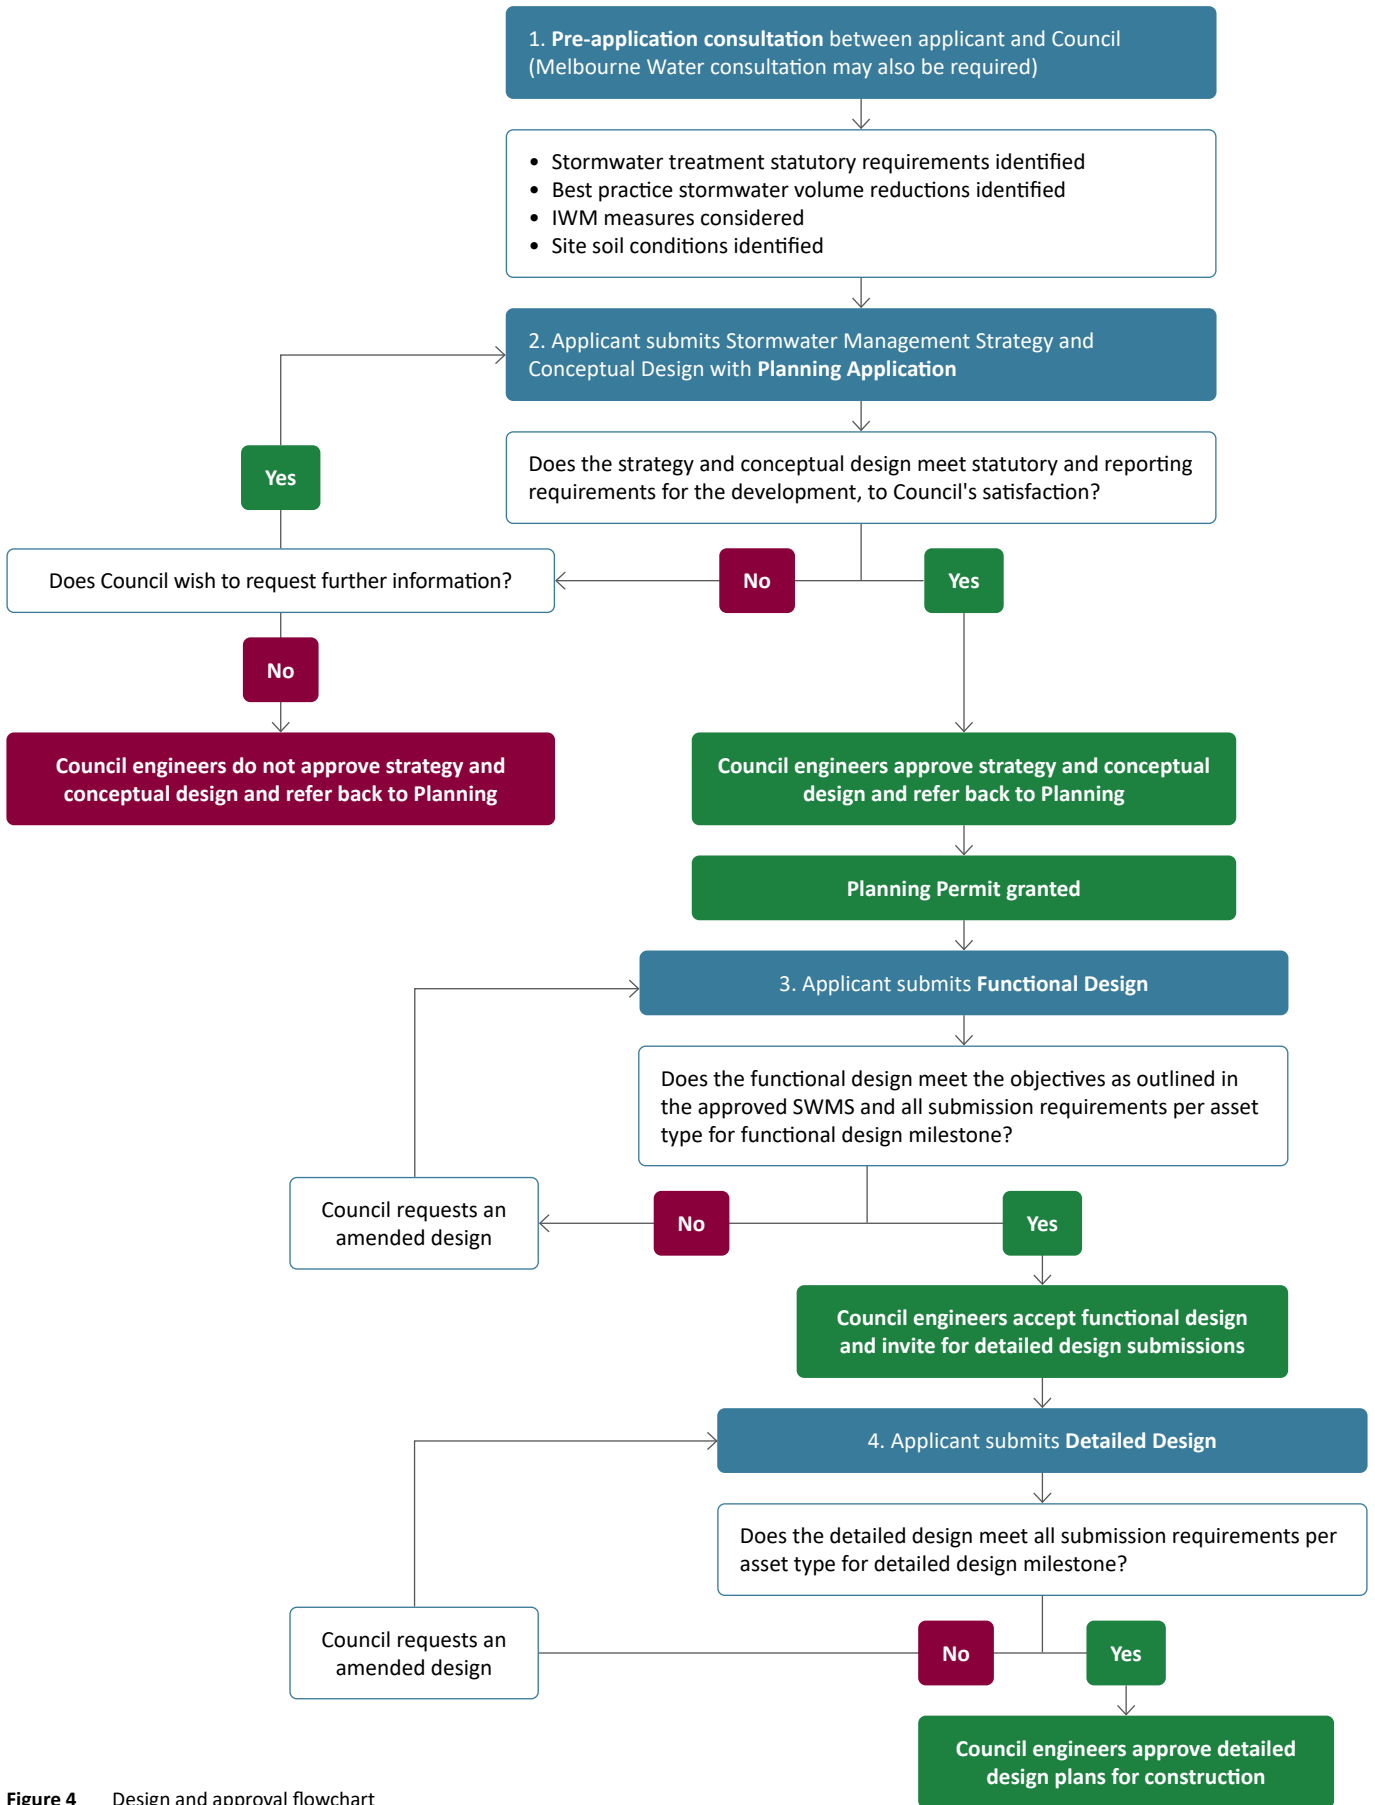 1. Pre-application consultation between applicant and Council
(Melbourne Water consultation may also be required)
• Stormwater treatment statutory requirements identified
• Best practice stormwater volume reductions identified
• IWM measures considered
• Site soil conditions identified
2. Applicant submits Stormwater Management Strategy and
Conceptual Design with Planning Application
Does the strategy and conceptual design meet statutory and reporting
requirements for the development, to Council's satisfaction?
Yes
Does Council wish to request further information?
No
Yes
No
Council engineers do not approve strategy and
conceptual design and refer back to Planning
Council engineers approve strategy and conceptual
design and refer back to Planning
Planning Permit granted
3. Applicant submits Functional Design
Does the functional design meet the objectives as outlined in
the approved SWMS and all submission requirements per asset
type for functional design milestone?
Council requests an
amended design
No
Yes
Council engineers accept functional design
and invite for detailed design submissions
4. Applicant submits Detailed Design
Does the detailed design meet all submission requirements per
asset type for detailed design milestone?
Council requests an
amended design
No
Yes
Council engineers approve detailed
design plans for construction
Figure 4 Design and approval flowchart